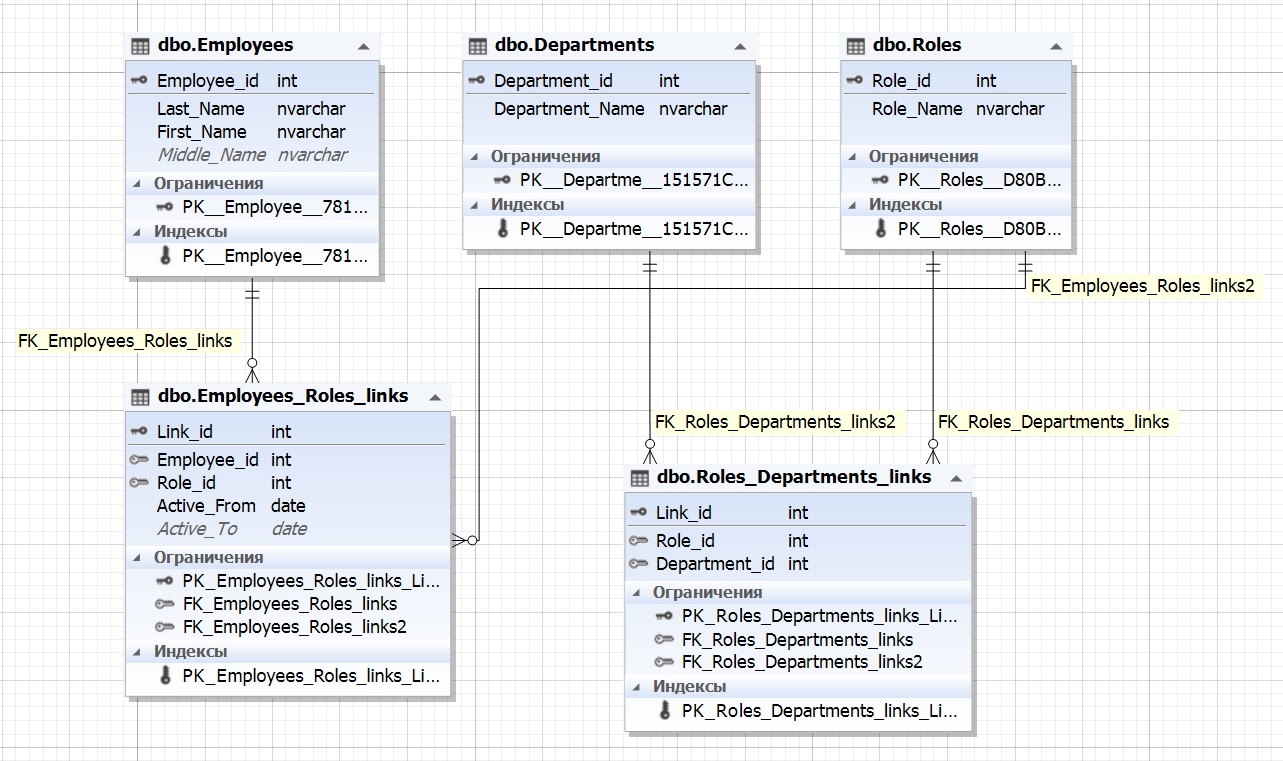 dbo.Employees
Employee_id int
Last_Name nvarchar
First_Name nvarchar
Middle_Name nvarchar
Ограничения
PK__Employee__781...
Индексы
PK__Employee__781...
dbo.Departments
Department_id int
Department_Name nvarchar
Ограничения
PK__Departme__151571C...
Индексы
PK__Departme__151571C...
dbo.Roles
Role_id int
Role_Name nvarchar
Ограничения
PK__Roles__D80B...
Индексы
PK__Roles__D80B...
FK_Employees_Roles_links2
FK_Employees_Roles_links
FK_Roles_Departments_links2
FK_Roles_Departments_links
dbo.Employees_Roles_links
Link_id int
Employee_id int
Role_id int
Active_From date
Active_To date
Ограничения
PK_Employees_Roles_links_Li...
FK_Employees_Roles_links
FK_Employees_Roles_links2
Индексы
PK_Employees_Roles_links_Li...
dbo.Roles_Departments_links
Link_id int
Role_id int
Department_id int
Ограничения
PK_Roles_Departments_links_Li...
FK_Roles_Departments_links
FK_Roles_Departments_links2
Индексы
PK_Roles_Departments_links_Li...